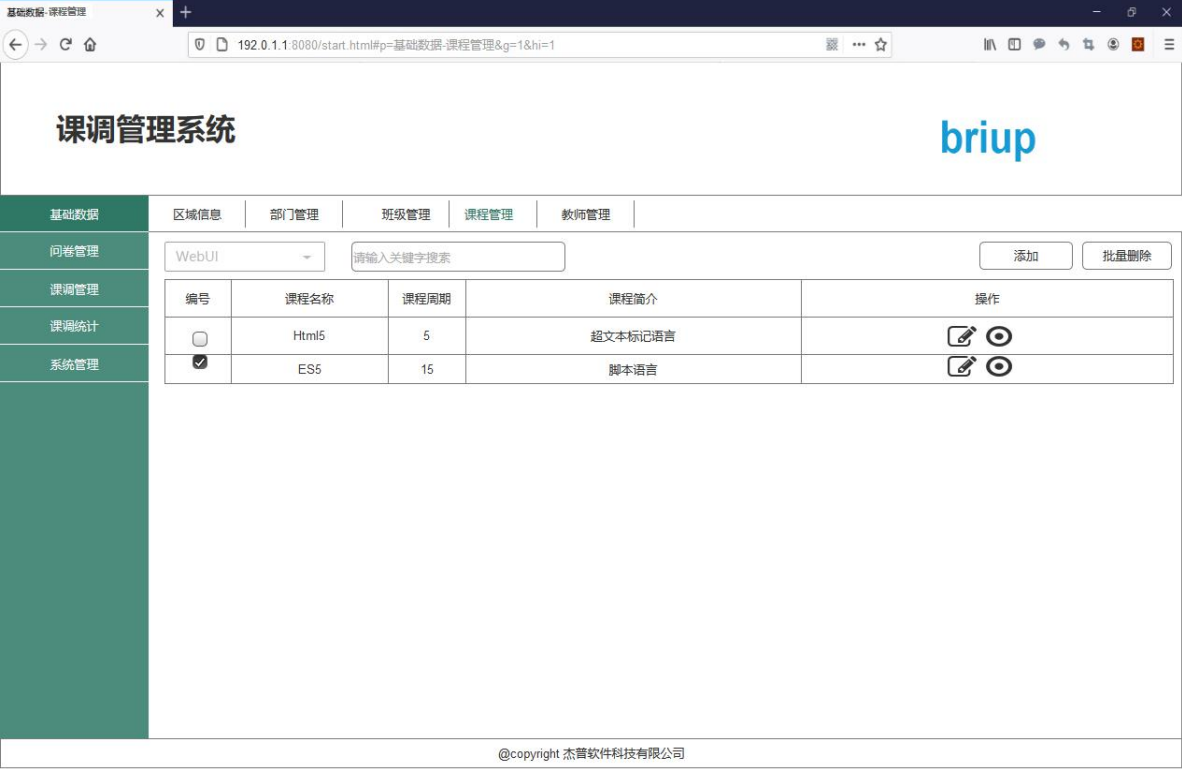 基础数据-课程管理
192.0.1.1:8080/start.html#p=基础数据-课程管理&g=1&hi=1
课调管理系统
briup
基础数据 区域信息 部门管理 班级管理 课程管理 教师管理
问卷管理 WebUI 请输入关键字搜索 添加 批量删除
课调管理 编号 课程名称 课程周期 课程简介 操作
课调统计 Html5 5 超文本标记语言
系统管理 ES5 15 脚本语言
@copyright 杰普软件科技有限公司